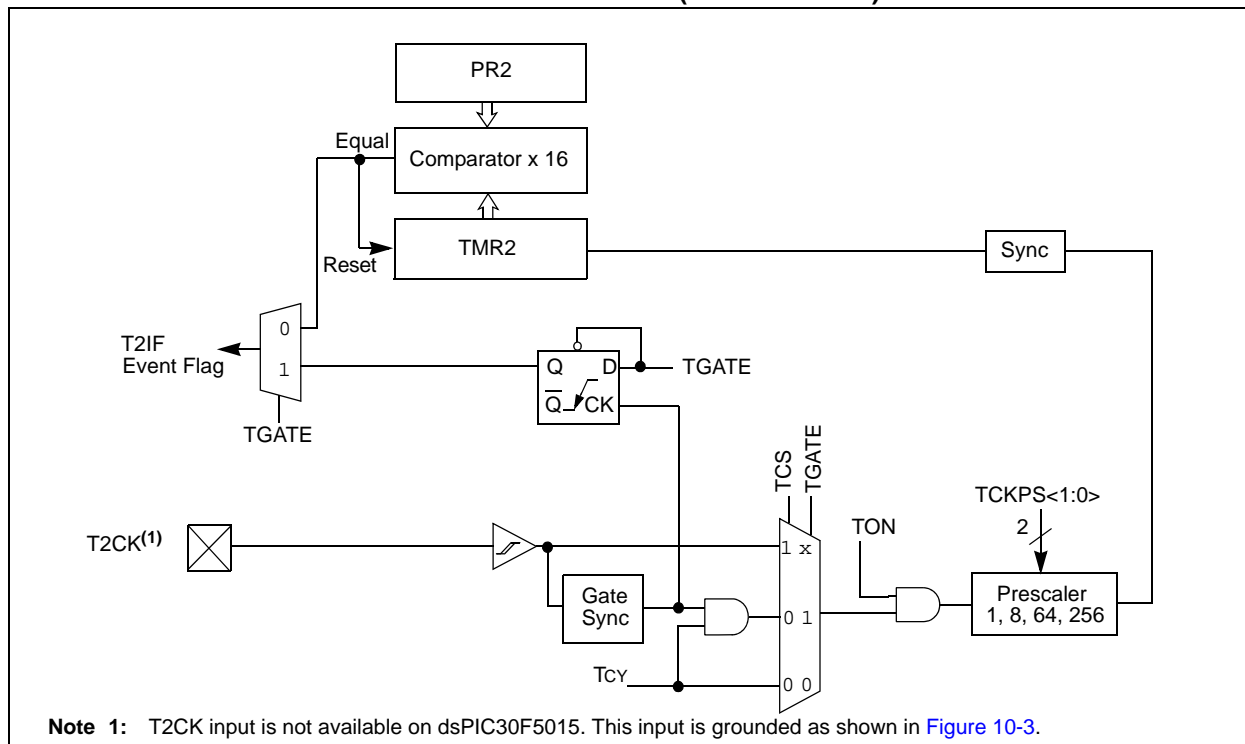 PR2
Equal
Comparator x 16
TMR2
Reset
Sync
0
1
T2IF
Event Flag
TGATE
Q
D
Q
CK
TGATE
TCS
TGATE
TCKPS<1:0>
2
TON
T2CK(1)
1 x
Gate
Sync
0 1
Prescaler
1, 8, 64, 256
TCY
0 0
Note 1: T2CK input is not available on dsPIC30F5015. This input is grounded as shown in Figure 10-3.